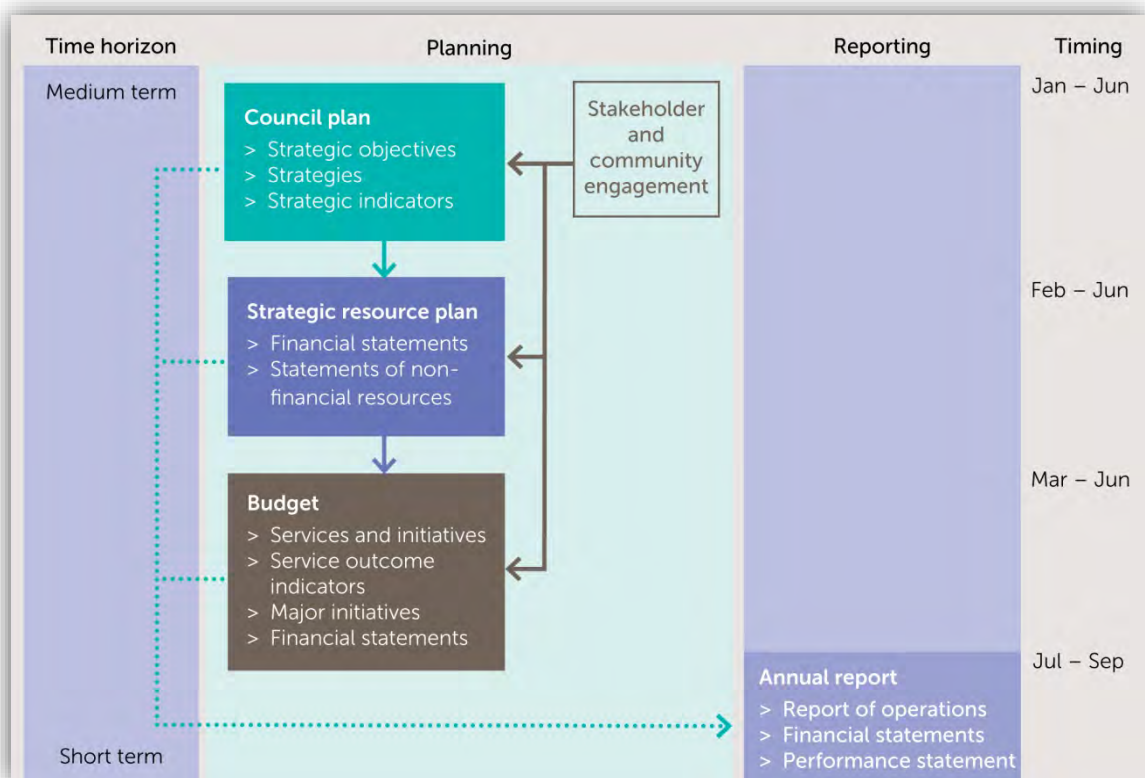 Time horizon
Planning
Reporting
Timing
Medium term
Jan – Jun
Council plan
> Strategic objectives
> Strategies
> Strategic indicators
Stakeholder
and
community
engagement
Feb – Jun
Strategic resource plan
> Financial statements
> Statements of non-
financial resources
Mar – Jun
Budget
> Services and initiatives
> Service outcome
indicators
> Major initiatives
> Financial statements
Jul – Sep
Annual report
> Report of operations
> Financial statements
> Performance statement
Short term